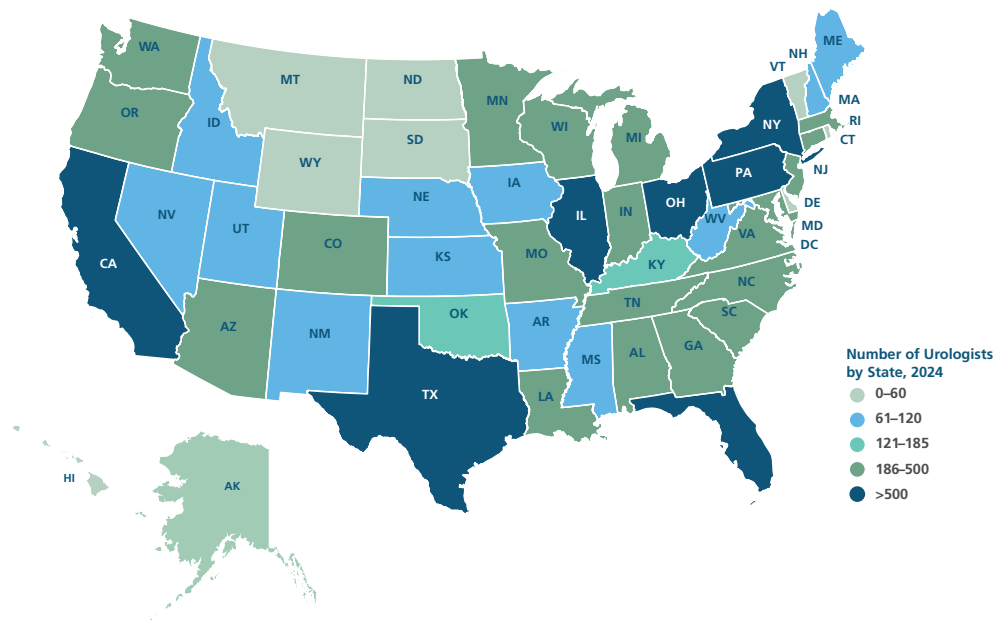 WA
MT
ND
MN
OR
ID
SD
WY
WI
MI
VT
NH
ME
MA
RI
CT
NY
NJ
PA
DE
MD
DC
NV
UT
CO
NE
IA
KS
MO
IL
IN
OH
WV
VA
KY
CA
AZ
NM
OK
AR
TN
NC
SC
TX
LA
MS
AL
GA
HI
AK
Number of Urologists
by State, 2024
0–60
61–120
121–185
186–500
>500